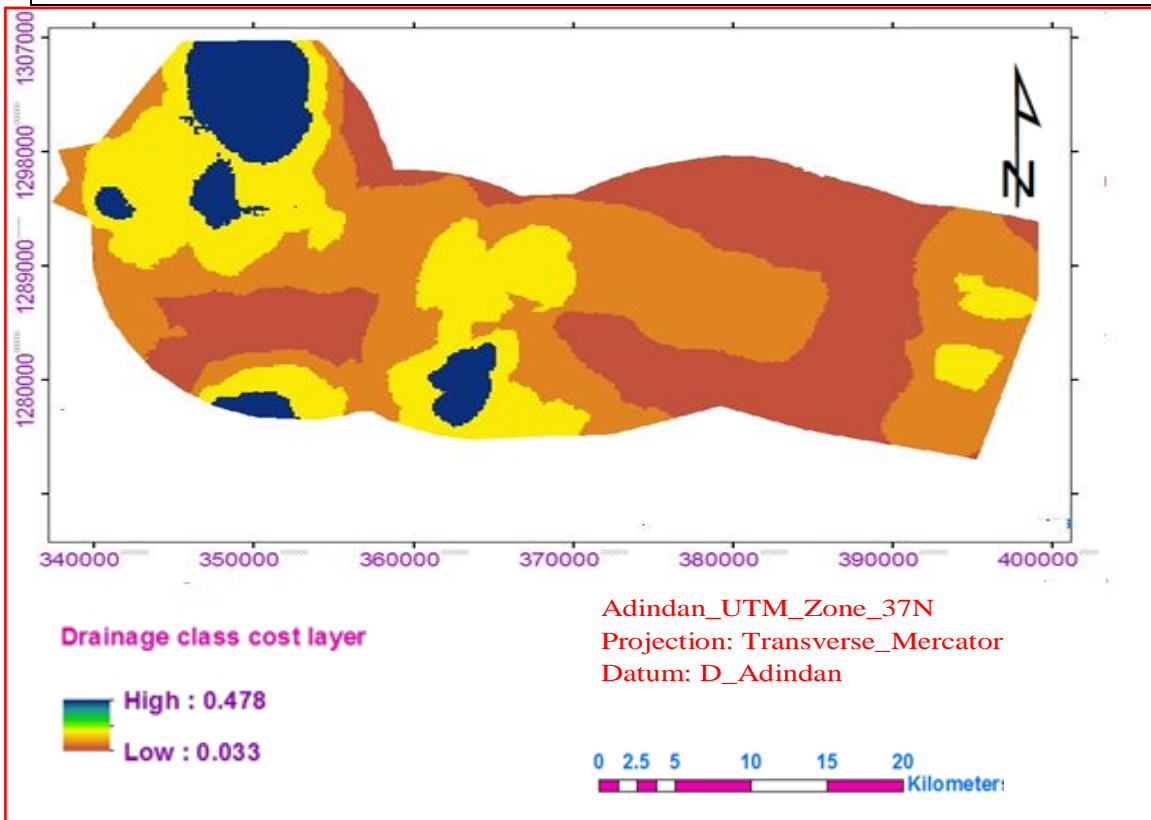 1307000
1298000
1289000
1280000
N
340000 350000 360000 370000 380000 390000 400000
Drainage class cost layer
High : 0.478
Low : 0.033
Adindan_UTM_Zone_37N
Projection: Transverse_Mercator
Datum: D_Adindan
0 2.5 5 10 15 20
Kilometers